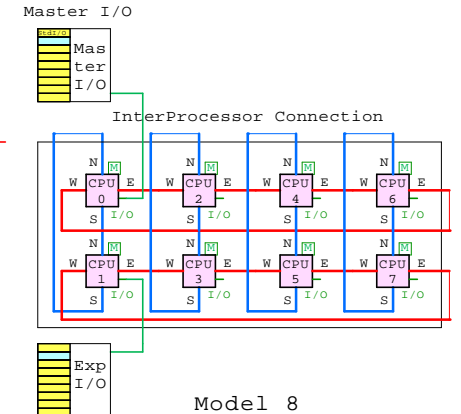 Master I/O
StdI/O
Mas
ter
I/O
InterProcessor Connection
N M N M N M N M
W CPU E W CPU E W CPU E W CPU E
0 2 4 6
S I/O S I/O S I/O S I/O
N M N M N M N M
W CPU E W CPU E W CPU E W CPU E
1 3 5 7
S I/O S I/O S I/O S I/O
Exp
I/O
Model 8